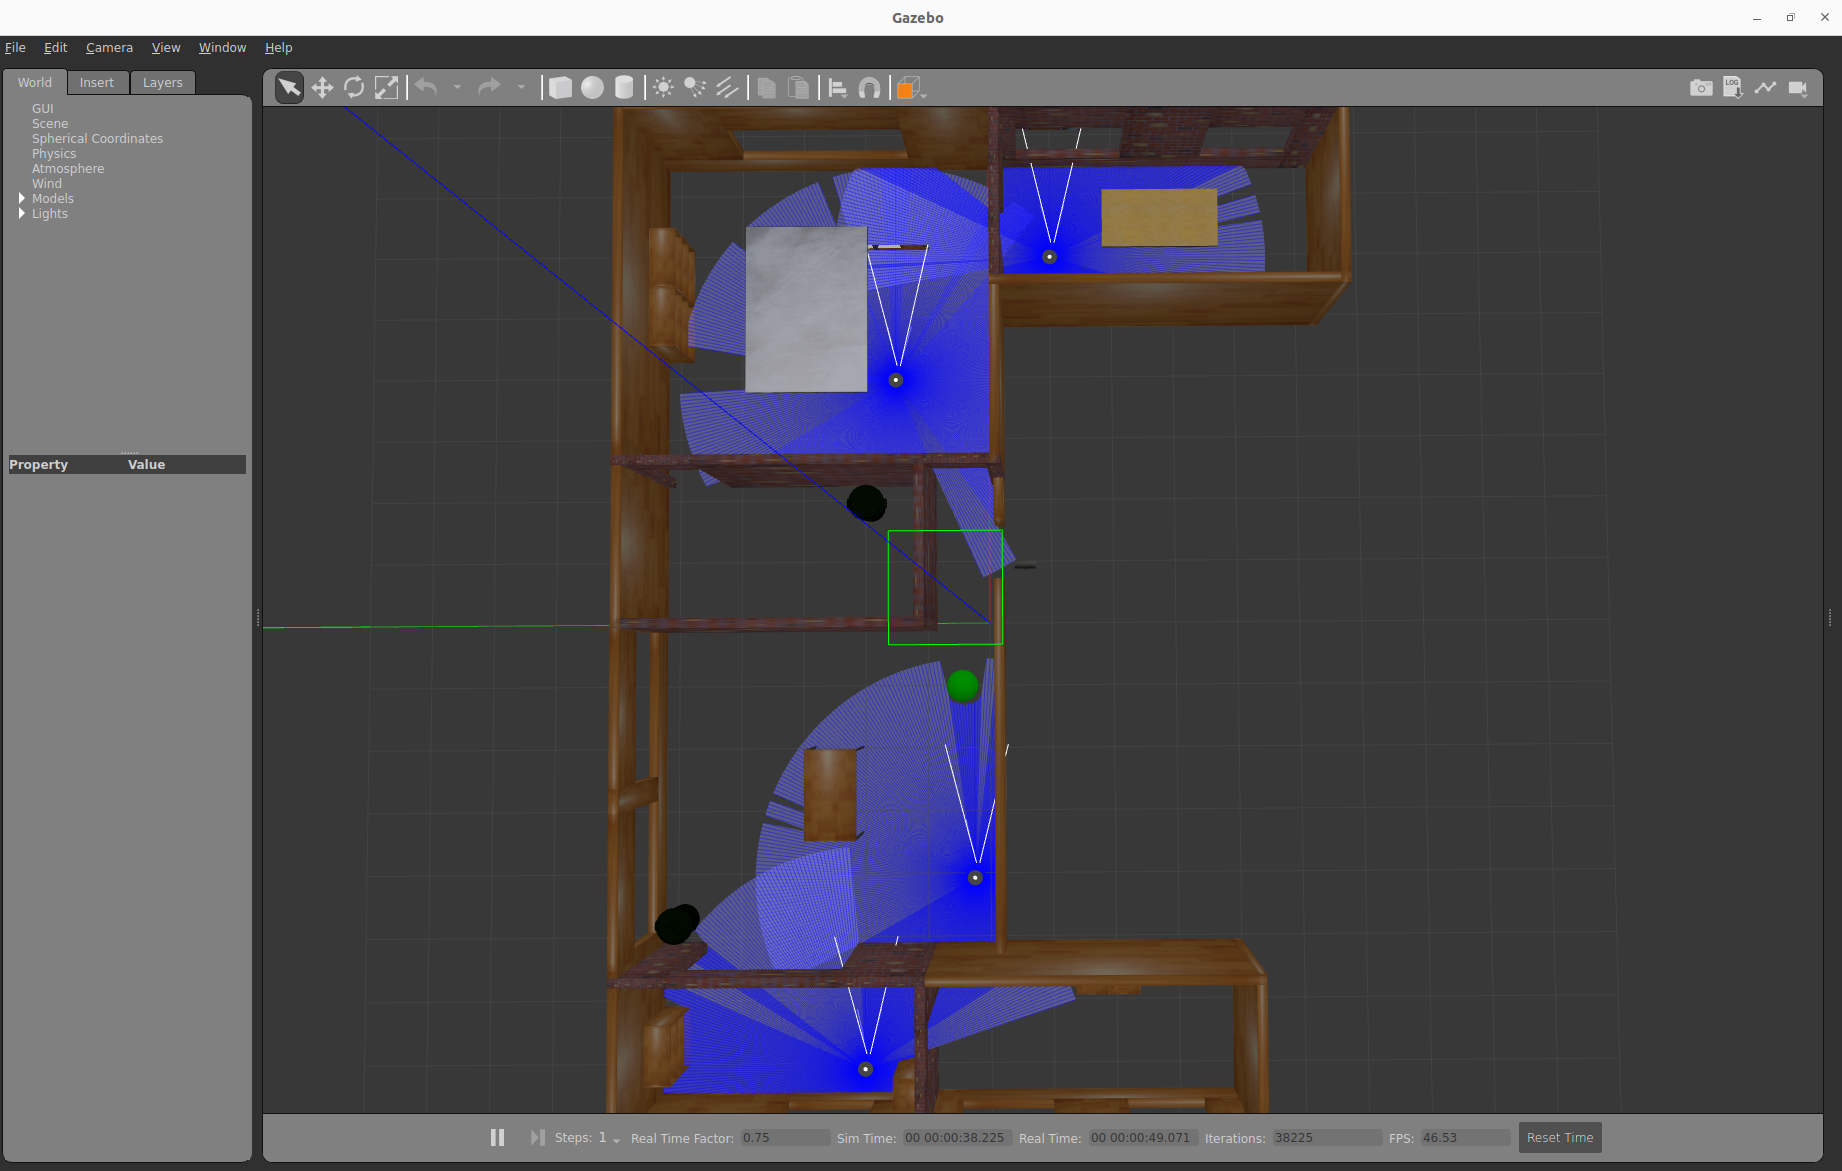 Gazebo
File Edit Camera View Window Help
World Insert Layers
GUI
Scene
Spherical Coordinates
Physics
Atmosphere
Wind
Models
Lights
Property Value
LOG
Steps: 1 Real Time Factor: 0.75 Sim Time: 00 00:00:38.225 Real Time: 00 00:00:49.071 Iterations: 38225 FPS: 46.53 Reset Time